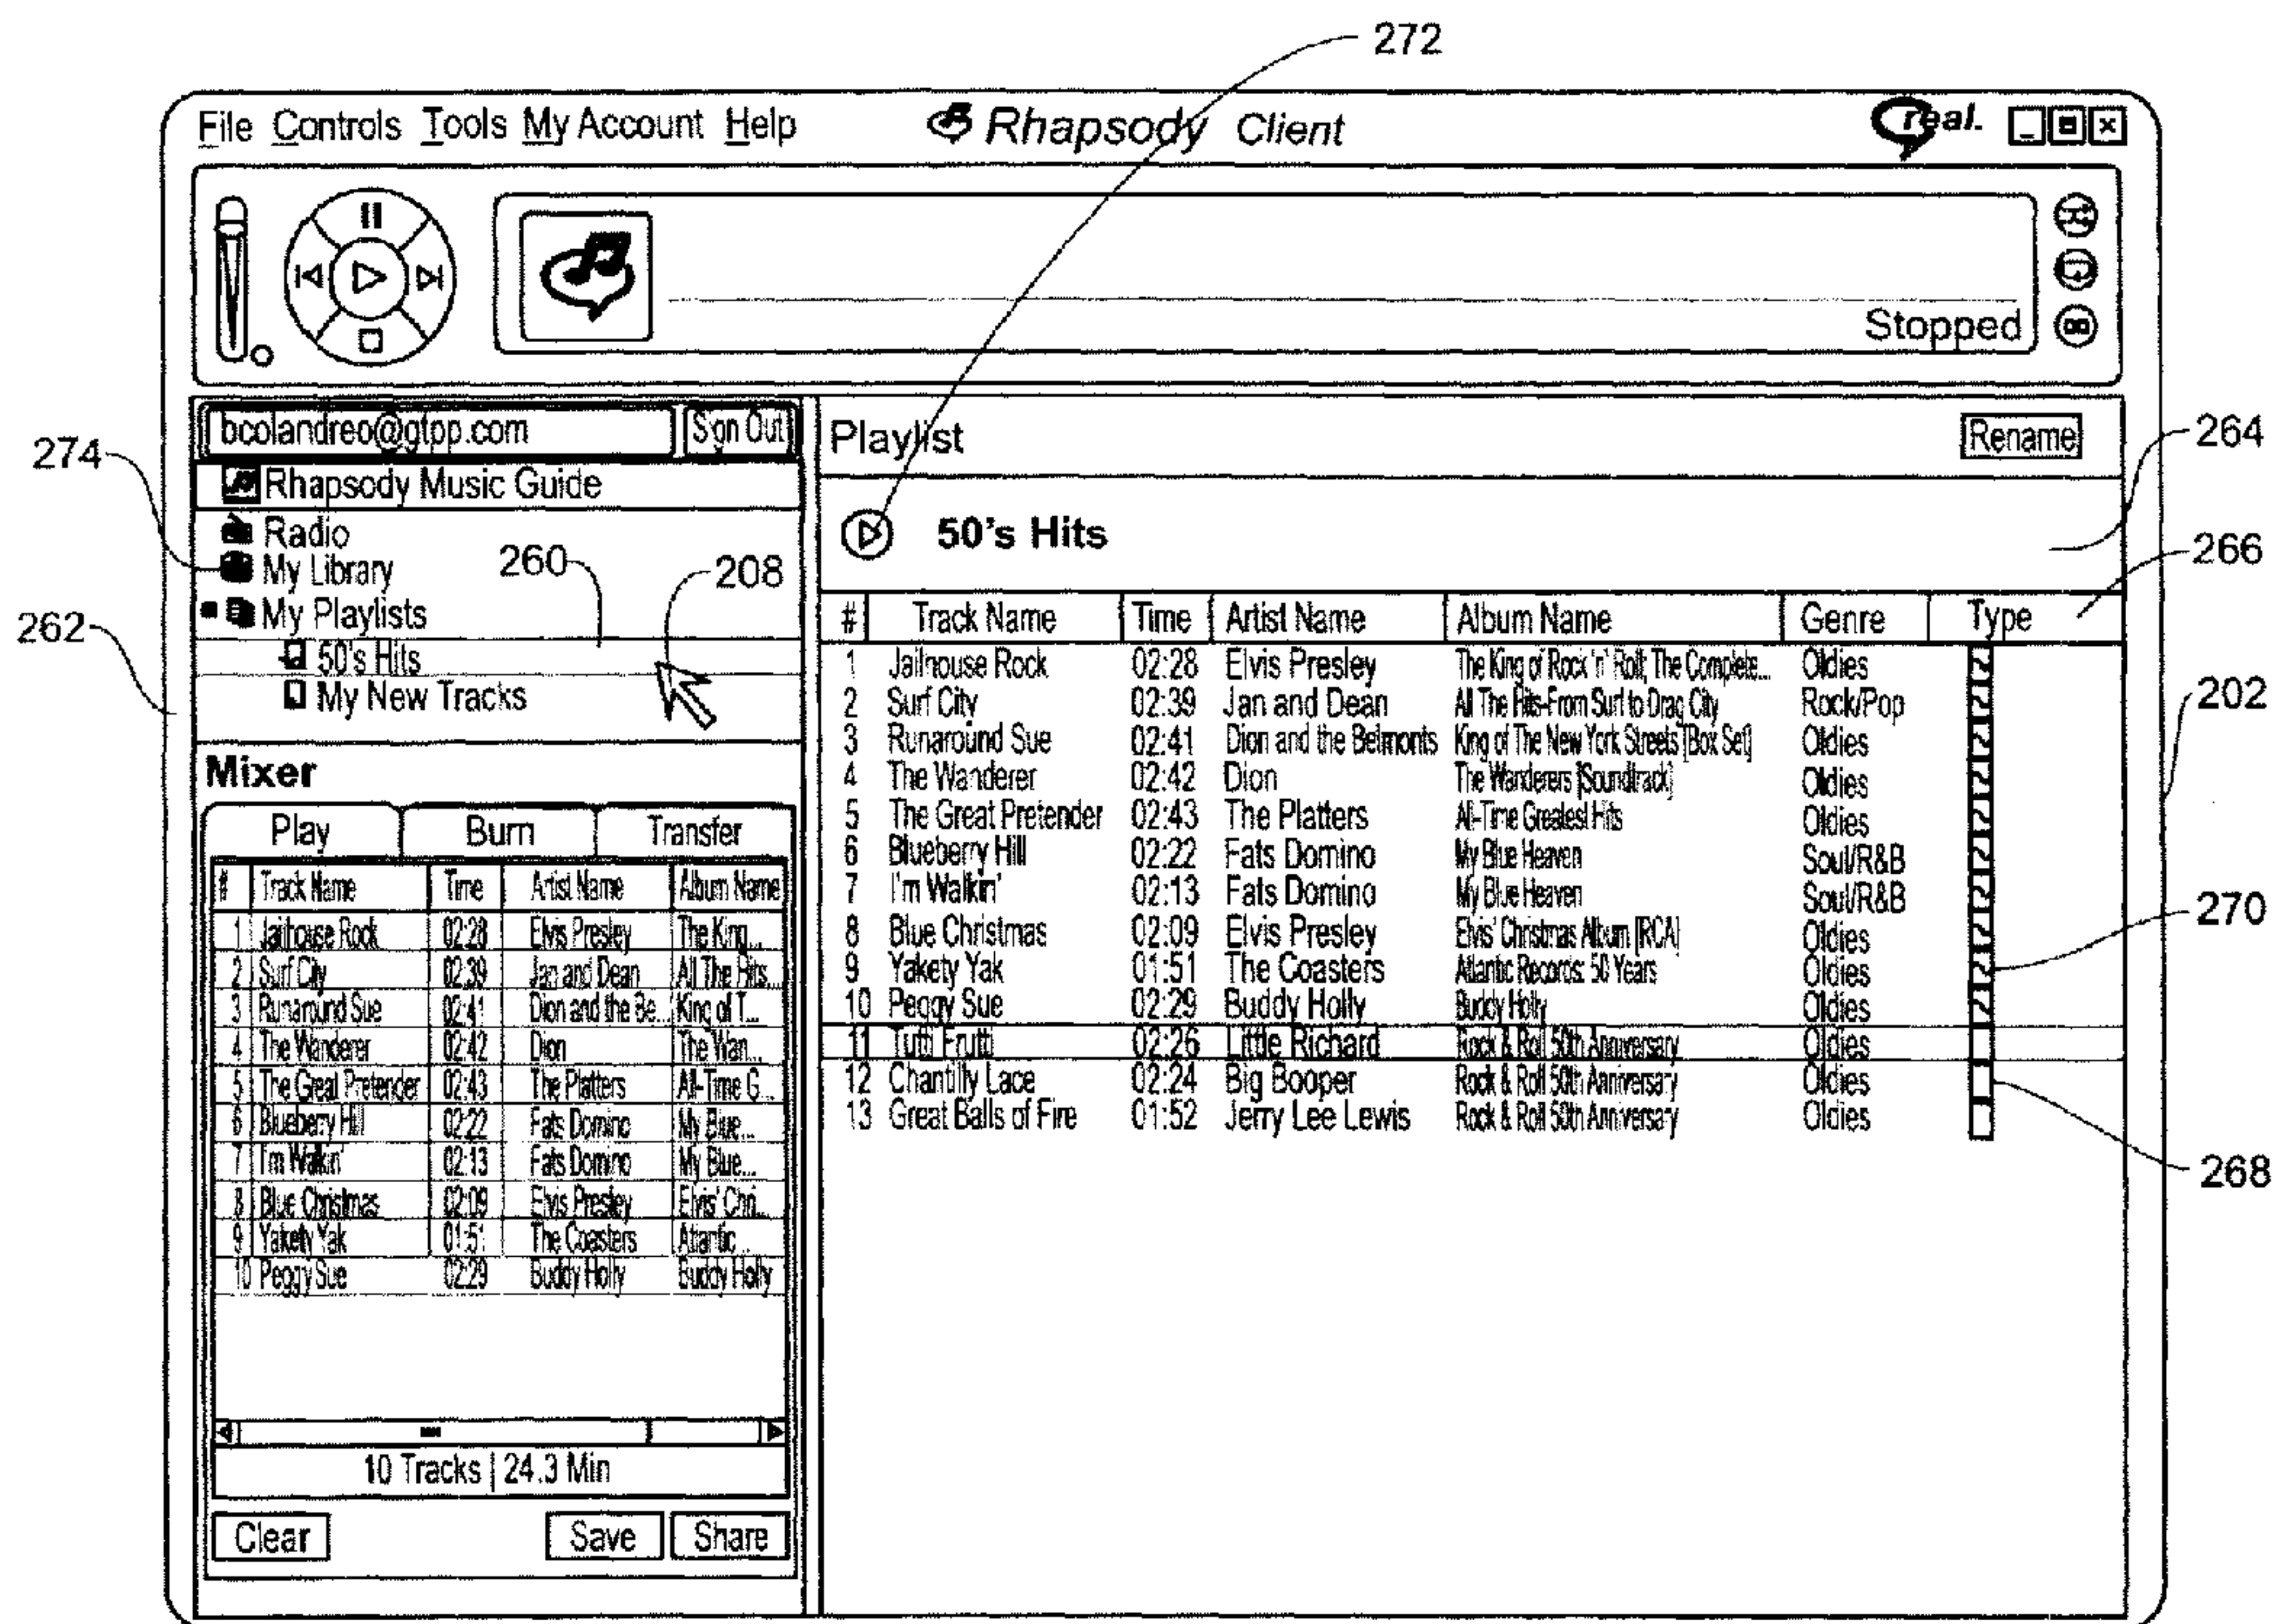 272
File Controls Tools My Account Help Rhapsody Client real.
Stopped
bcolandreo@gtpp.com Sign Out
274
Rhapsody Music Guide
Radio
My Library
260
208
262
My Playlists
50's Hits
My New Tracks
Mixer
Play Burn Transfer
# Track Name Time Artist Name Album Name
1 Jailhouse Rock 02:28 Elvis Presley The King...
2 Surf City 02:39 Jan and Dean All The Hits...
3 Runaround Sue 02:41 Dion and the Be... King of T...
4 The Wanderer 02:42 Dion The Wan...
5 The Great Pretender 02:43 The Platters All-Time G...
6 Blueberry Hill 02:22 Fats Domino My Blue...
7 I'm Walkin' 02:13 Fats Domino My Blue...
8 Blue Christmas 02:09 Elvis Presley Elvis' Chri...
9 Yakety Yak 01:51 The Coasters Atlantic...
10 Peggy Sue 02:29 Buddy Holly Buddy Holly
10 Tracks | 24.3 Min
Clear Save Share
Playlist Rename
264
50's Hits
266
# Track Name Time Artist Name Album Name Genre Type
1 Jailhouse Rock 02:28 Elvis Presley The King of Rock 'n' Roll; The Complete... Oldies
2 Surf City 02:39 Jan and Dean All The Hits-From Surf to Drag City Rock/Pop
202
3 Runaround Sue 02:41 Dion and the Belmonts King of The New York Streets [Box Set] Oldies
4 The Wanderer 02:42 Dion The Wanderers [Soundtrack] Oldies
5 The Great Pretender 02:43 The Platters All-Time Greatest Hits Oldies
6 Blueberry Hill 02:22 Fats Domino My Blue Heaven Soul/R&B
7 I'm Walkin' 02:13 Fats Domino My Blue Heaven Soul/R&B
270
8 Blue Christmas 02:09 Elvis Presley Elvis' Christmas Album [RCA] Oldies
9 Yakety Yak 01:51 The Coasters Atlantic Records: 50 Years Oldies
10 Peggy Sue 02:29 Buddy Holly Buddy Holly Oldies
11 Tutti Frutti 02:26 Little Richard Rock & Roll 50th Anniversary Oldies
12 Chantilly Lace 02:24 Big Booper Rock & Roll 50th Anniversary Oldies
13 Great Balls of Fire 01:52 Jerry Lee Lewis Rock & Roll 50th Anniversary Oldies
268